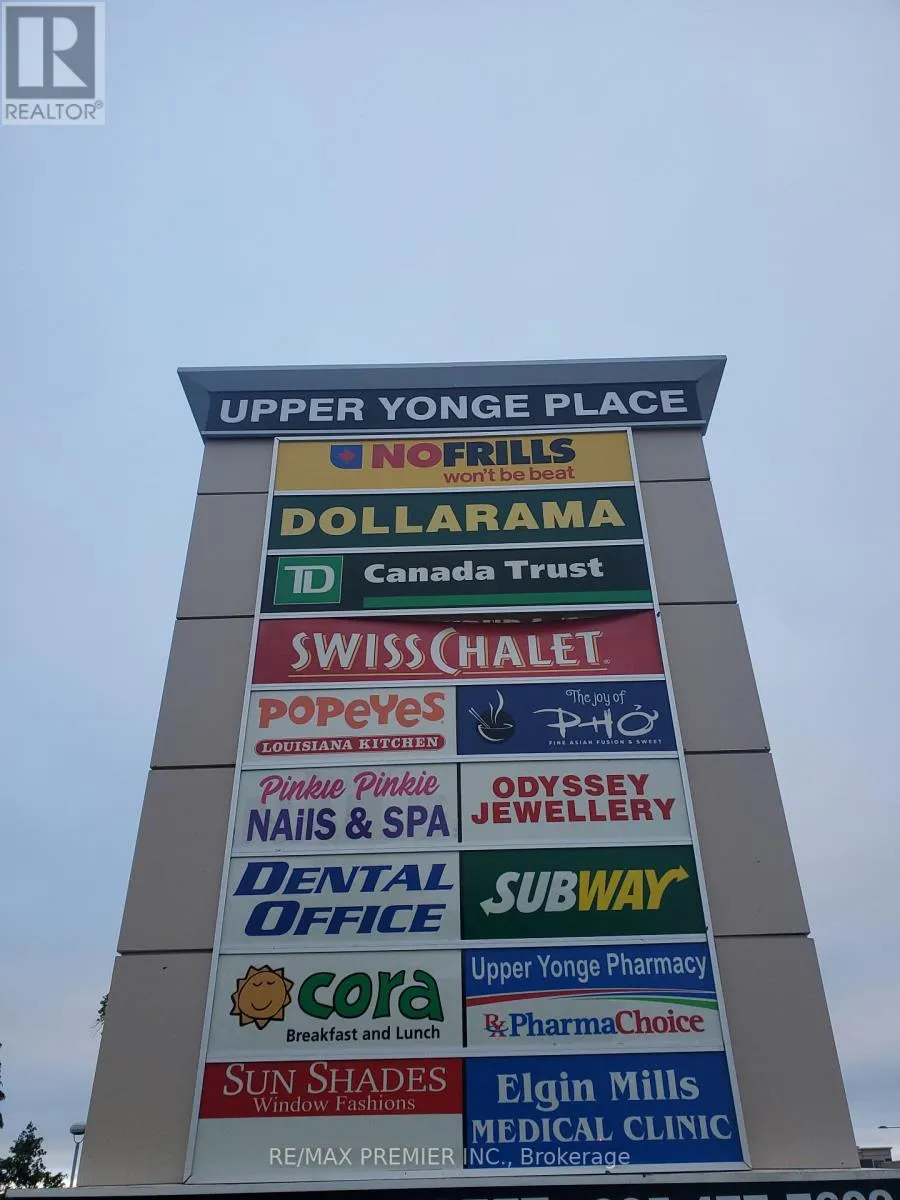 R
REALTOR®
UPPER YONGE PLACE
NOFRILLS
won't be beat
DOLLARAMA
TD Canada Trust
SWISS CHALET
POPEYES
LOUISIANA KITCHEN
The joy of
PHỞ
FINE ASIAN FUSION & SWEET
Pinkie Pinkie
NAilS & SPA
ODYSSEY
JEWELLERY
DENTAL
OFFICE
SUBWAY
cora
Breakfast and Lunch
Upper Yonge Pharmacy
Rx PharmaChoice
SUN SHADES
Window Fashions
Elgin Mills
MEDICAL CLINIC
RE/MAX PREMIER INC., Brokerage